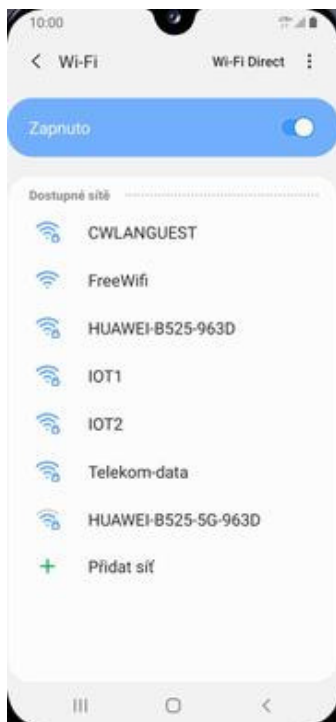 10:00
Wi-Fi
Wi-Fi Direct
Zapnuto
Dostupné sítě
CWLANGUEST
FreeWifi
HUAWEI-B525-963D
IOT1
IOT2
Telekom-data
HUAWEI-B525-5G-963D
Přidat síť